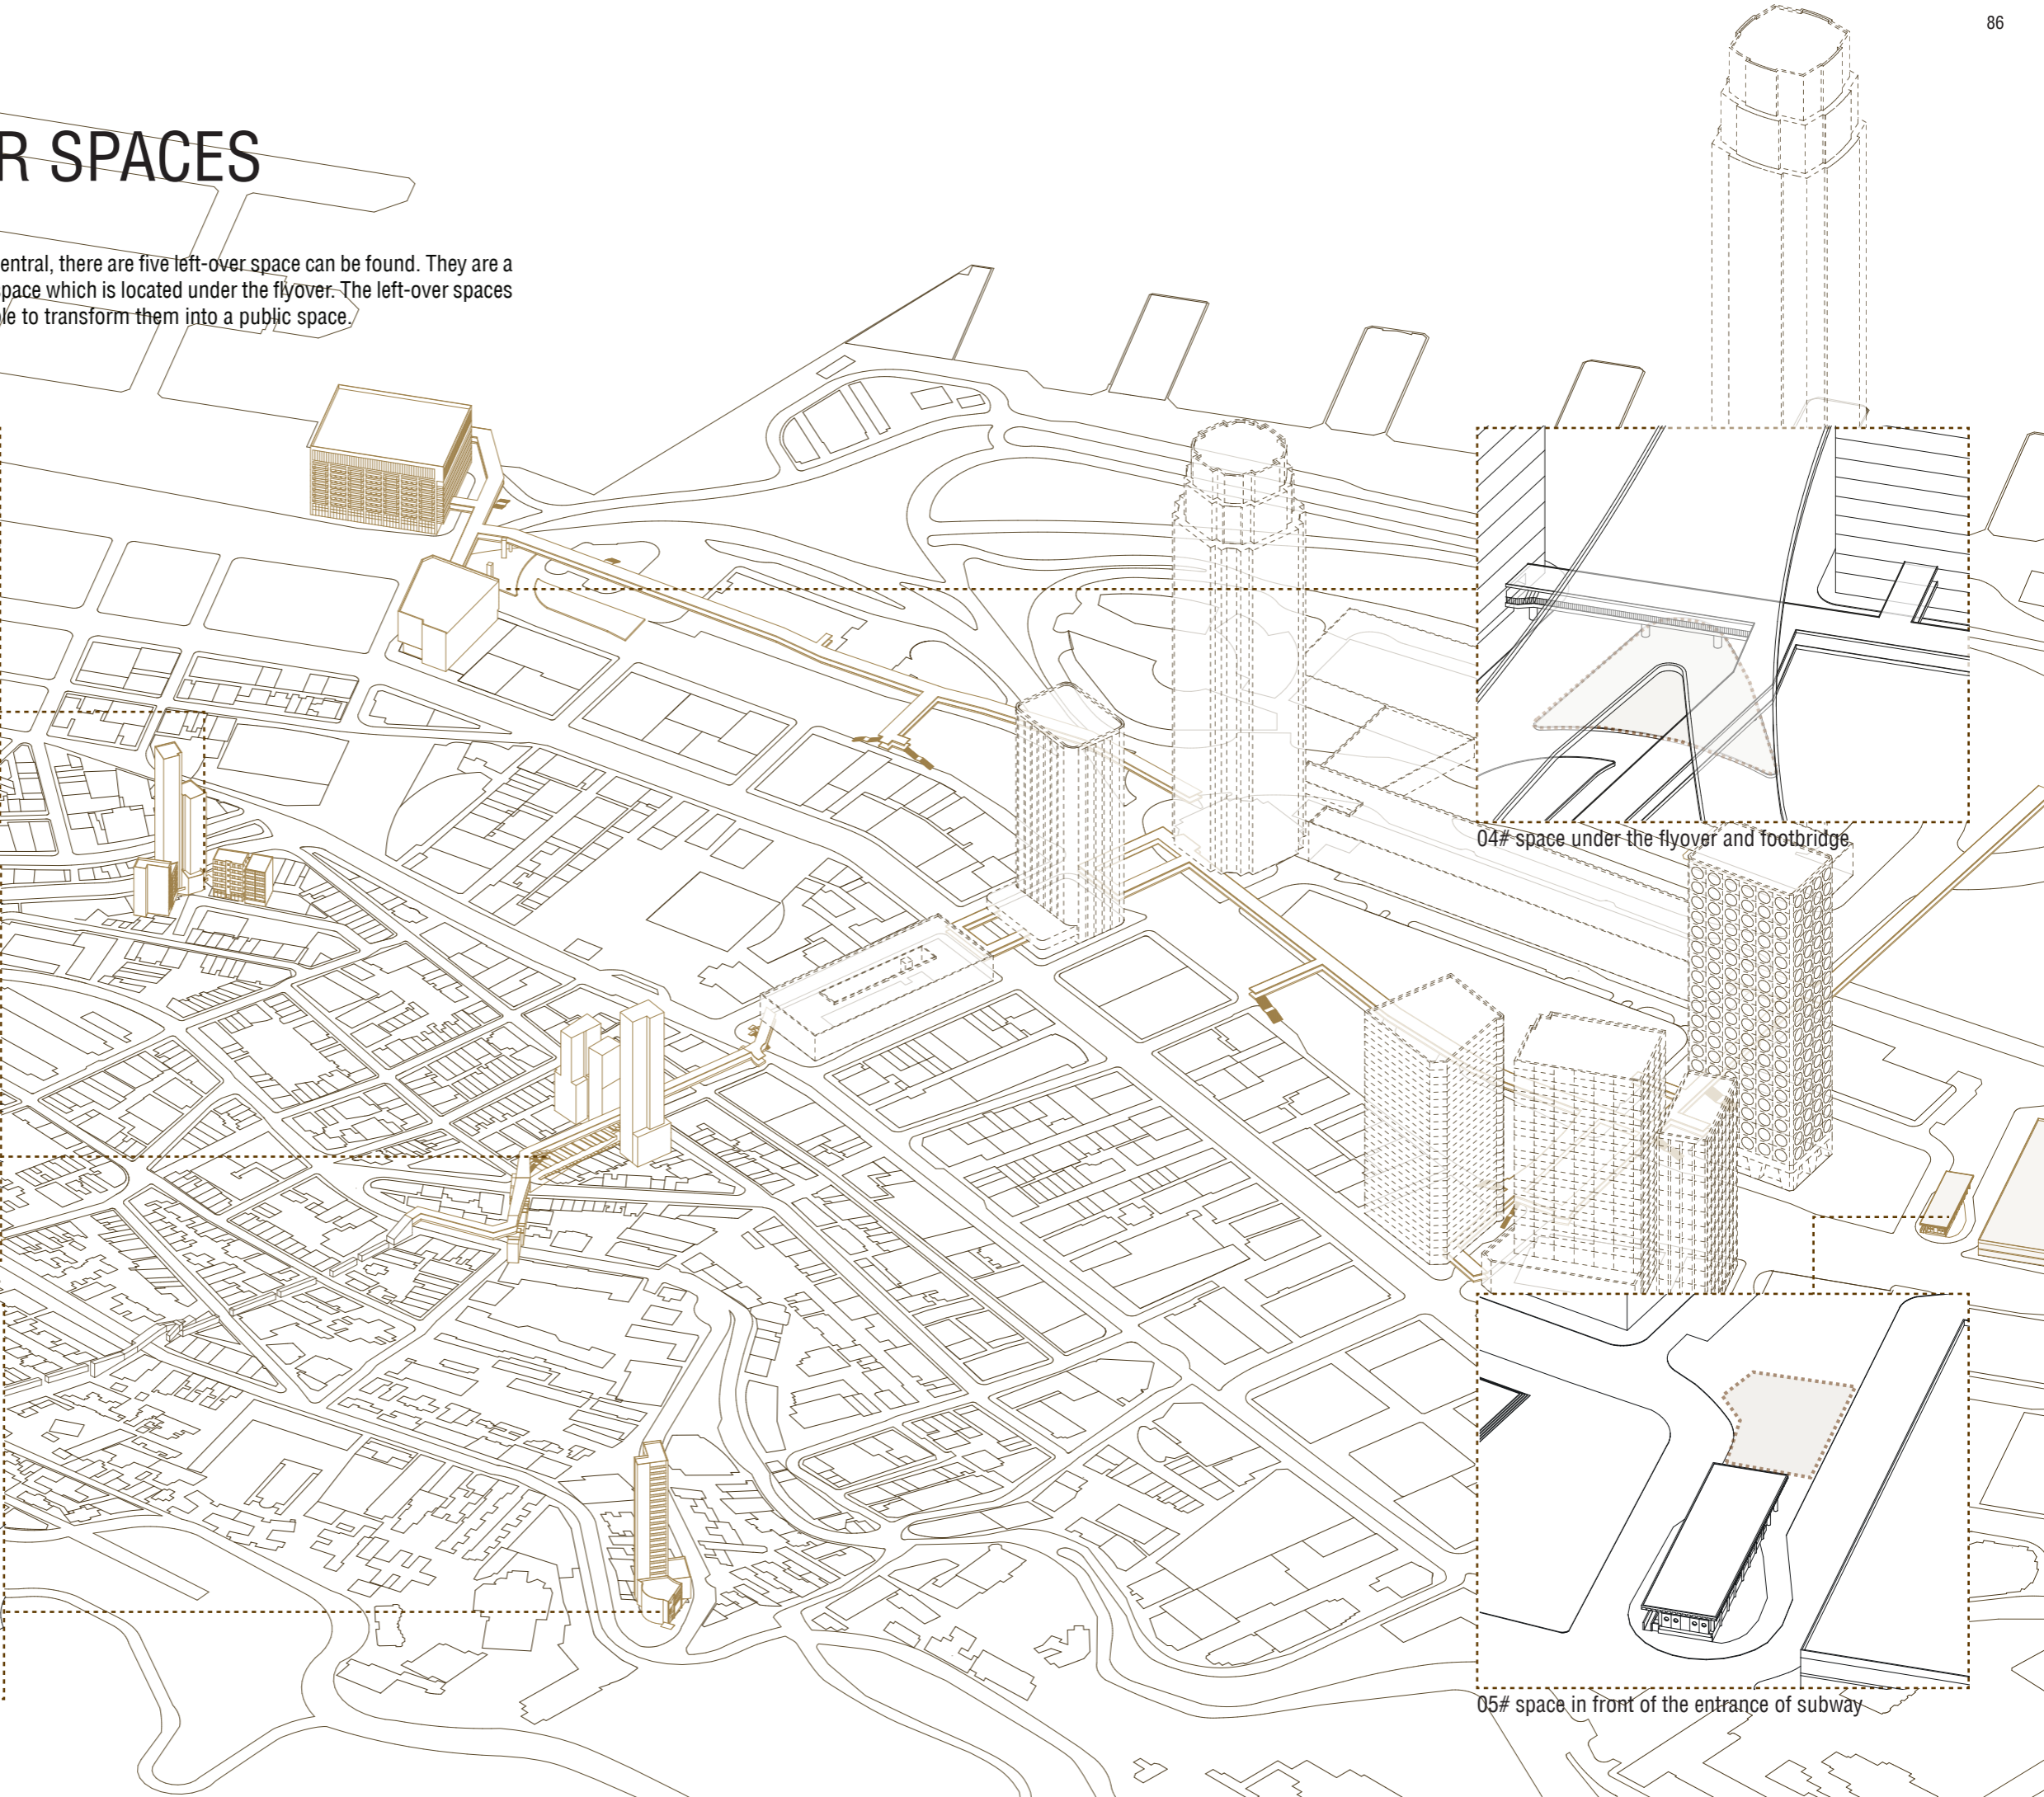 86
R SPACES
entral, there are five left-over space can be found. They are a
space which is located under the flyover. The left-over spaces
le to transform them into a public space.
04# space under the flyover and footbridge
05# space in front of the entrance of subway